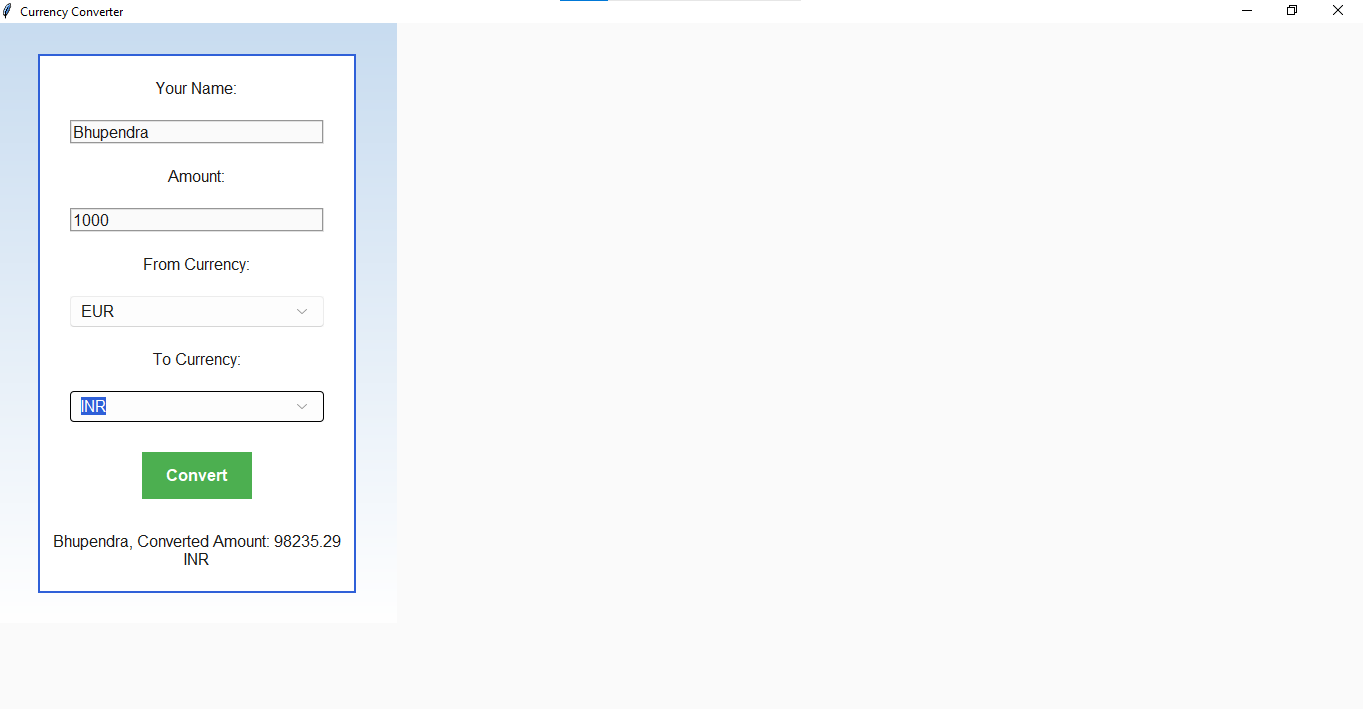 Currency Converter
Your Name:
Bhupendra
Amount:
1000
From Currency:
EUR
To Currency:
INR
Convert
Bhupendra, Converted Amount: 98235.29
INR